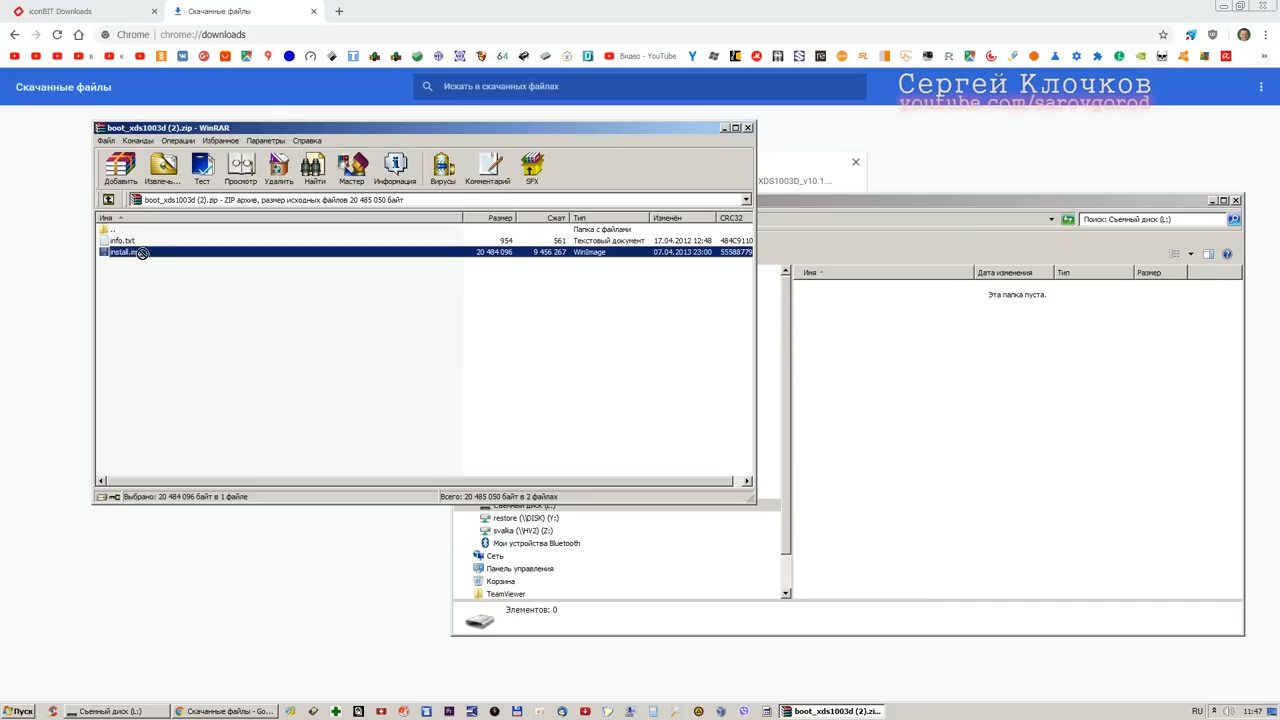 iconBIT Downloads
Скачанные файлы
Chrome
chrome://downloads
64
Видео - YouTube
Скачанные файлы
Искать в скачанных файлах
Сергей Клочков
youtube.com/sarovgorod
boot_xds1003d (2).zip - WinRAR
Файл Команды Операции Избранное Параметры Справка
Добавить Извлечь... Тест Просмотр Удалить Найти Мастер Информация Вирусы Комментарий SFX
_XDS1003D_v10.1....
boot_xds1003d (2).zip - ZIP архив, размер исходных файлов 20 485 050 байт
Поиск: Съемный диск (L:)
Имя Размер Сжат Тип Изменён CRC32
.. Папка с файлами
info.txt 954 561 Текстовый документ 17.04.2012 12:48 484C9110
20 484 096 9 456 267 WinImage 07.04.2013 23:00 55588779
Имя Дата изменения Тип Размер
Эта папка пуста.
Выбрано: 20 484 096 байт в 1 файле
Всего: 20 485 050 байт в 2 файлах
Съемный диск (L:)
restore (\\DISK) (Y:)
svalka (\\HV2) (Z:)
Мои устройства Bluetooth
Сеть
Панель управления
Корзина
TeamViewer
Элементов: 0
Пуск
Съемный диск (L:)
Скачанные файлы - Go...
boot_xds1003d (2).zi...
RU
11:47